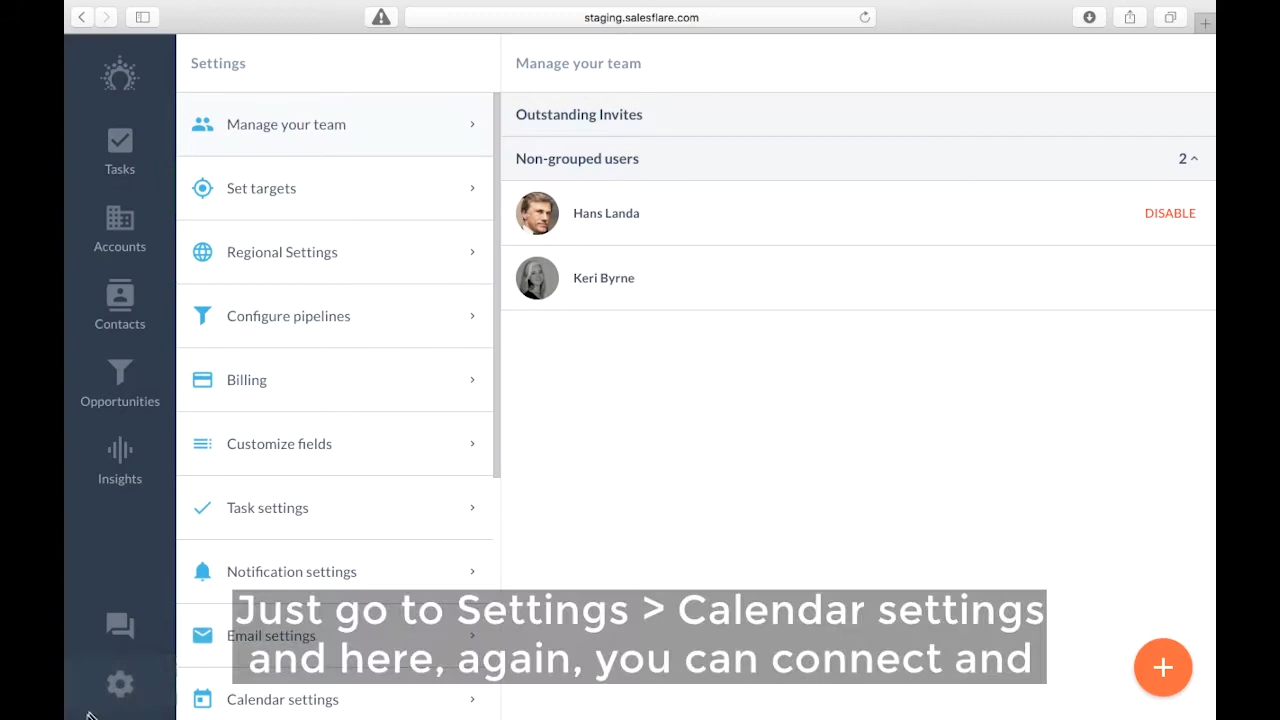 staging.salesflare.com
Settings
Manage your team
Tasks
Accounts
Contacts
Opportunities
Insights
Manage your team
Set targets
Regional Settings
Configure pipelines
Billing
Customize fields
Task settings
Notification settings
Email settings
Calendar settings
Outstanding Invites
Non-grouped users 2
Hans Landa DISABLE
Keri Byrne
Just go to Settings > Calendar settings
and here, again, you can connect and